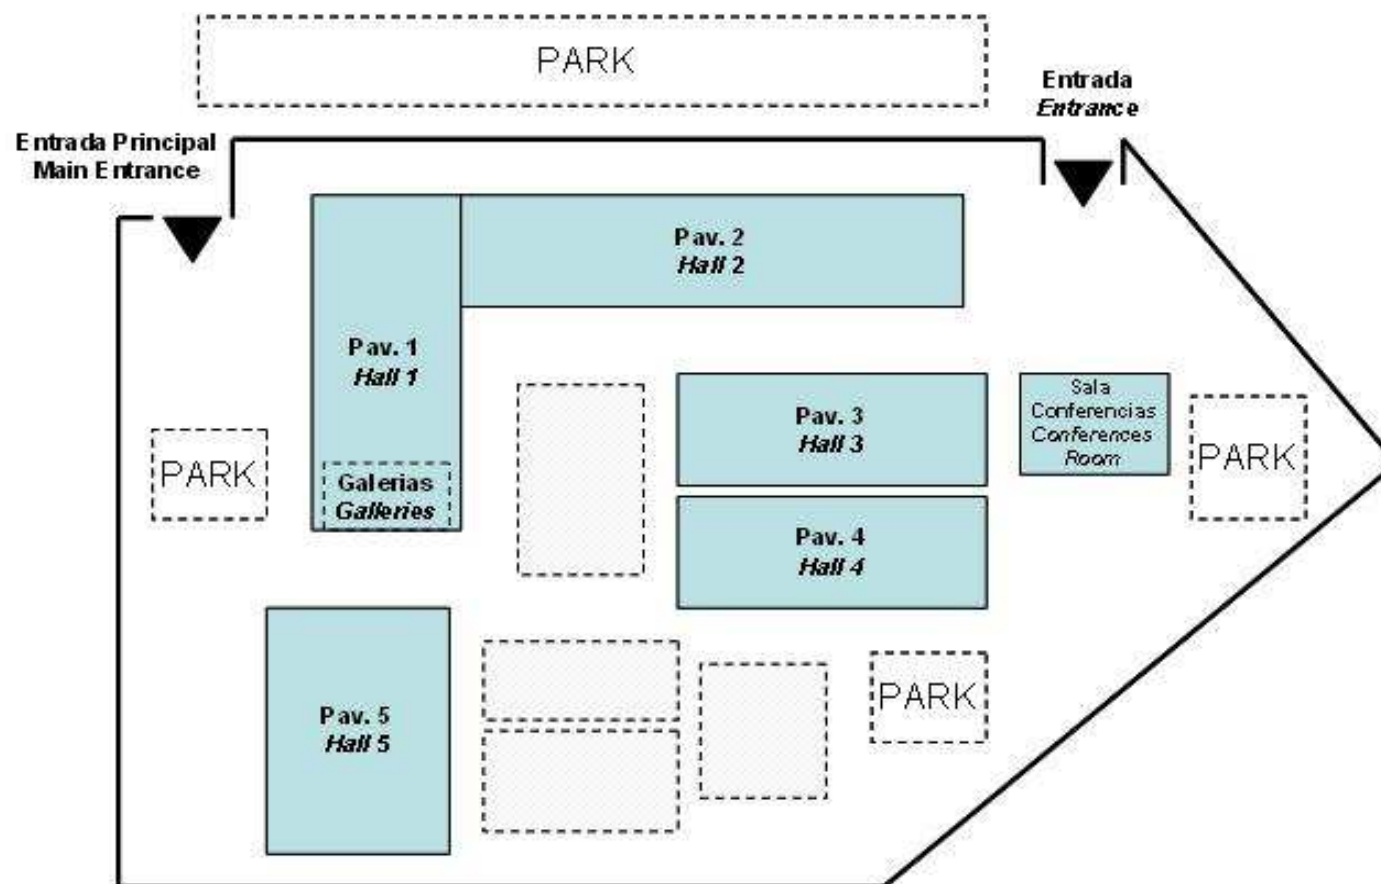 PARK
Entrada
Entrance
Entrada Principal
Main Entrance
Pav. 2
Hall 2
Pav. 1
Hall 1
Galerias
Galleries
Pav. 3
Hall 3
Sala
Conferencias
Conferences
Room
PARK
PARK
Pav. 4
Hall 4
PARK
Pav. 5
Hall 5